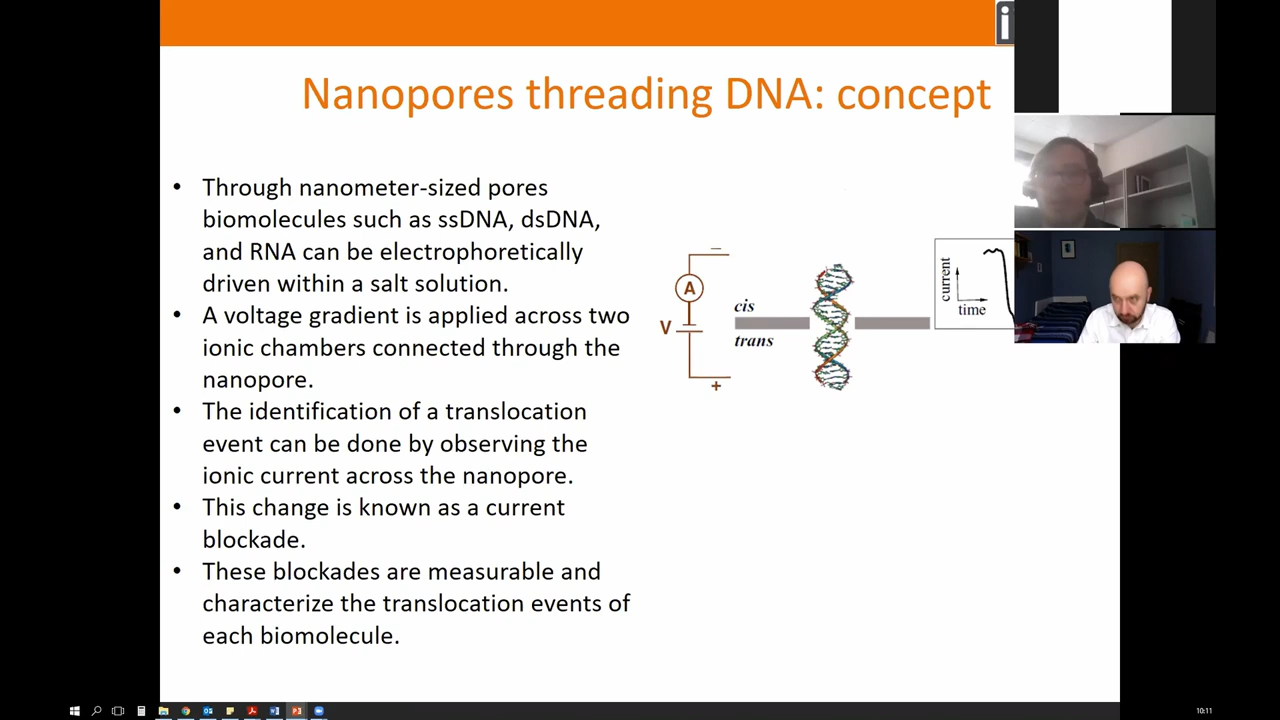 Nanopores threading DNA: concept
• Through nanometer-sized pores
biomolecules such as ssDNA, dsDNA,
and RNA can be electrophoretically
driven within a salt solution.
• A voltage gradient is applied across two
ionic chambers connected through the
nanopore.
• The identification of a translocation
event can be done by observing the
ionic current across the nanopore.
• This change is known as a current
blockade.
• These blockades are measurable and
characterize the translocation events of
each biomolecule.
−
A
V
+
cis
trans
current
time
i
10:11